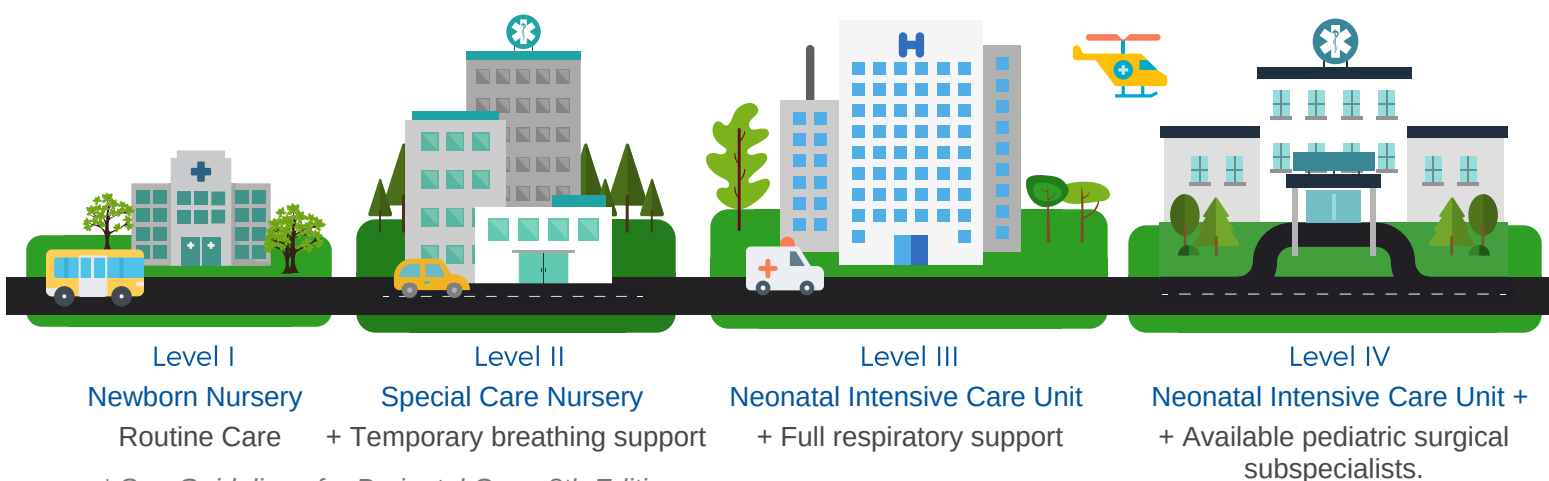 H
Level I
Newborn Nursery
Routine Care
Level II
Special Care Nursery
+ Temporary breathing support
Level III
Neonatal Intensive Care Unit
+ Full respiratory support
Level IV
Neonatal Intensive Care Unit +
+ Available pediatric surgical
subspecialists.